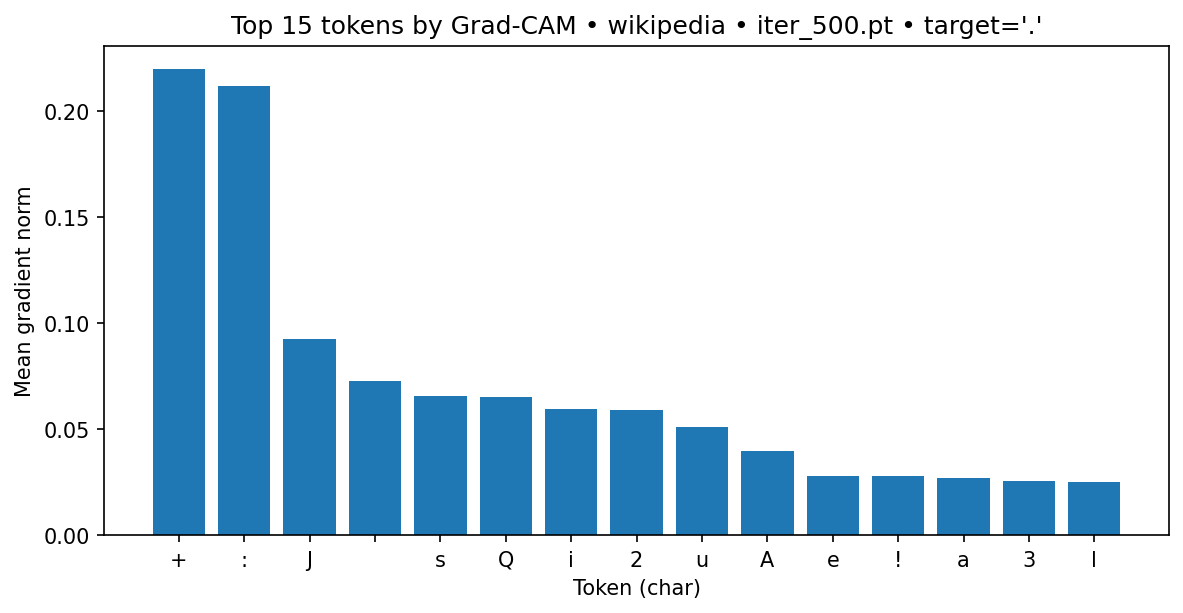 Top 15 tokens by Grad-CAM • wikipedia • iter_500.pt • target='.'
Mean gradient norm
0.20
0.15
0.10
0.05
0.00
+ : J s Q i 2 u A e ! a 3 l
Token (char)